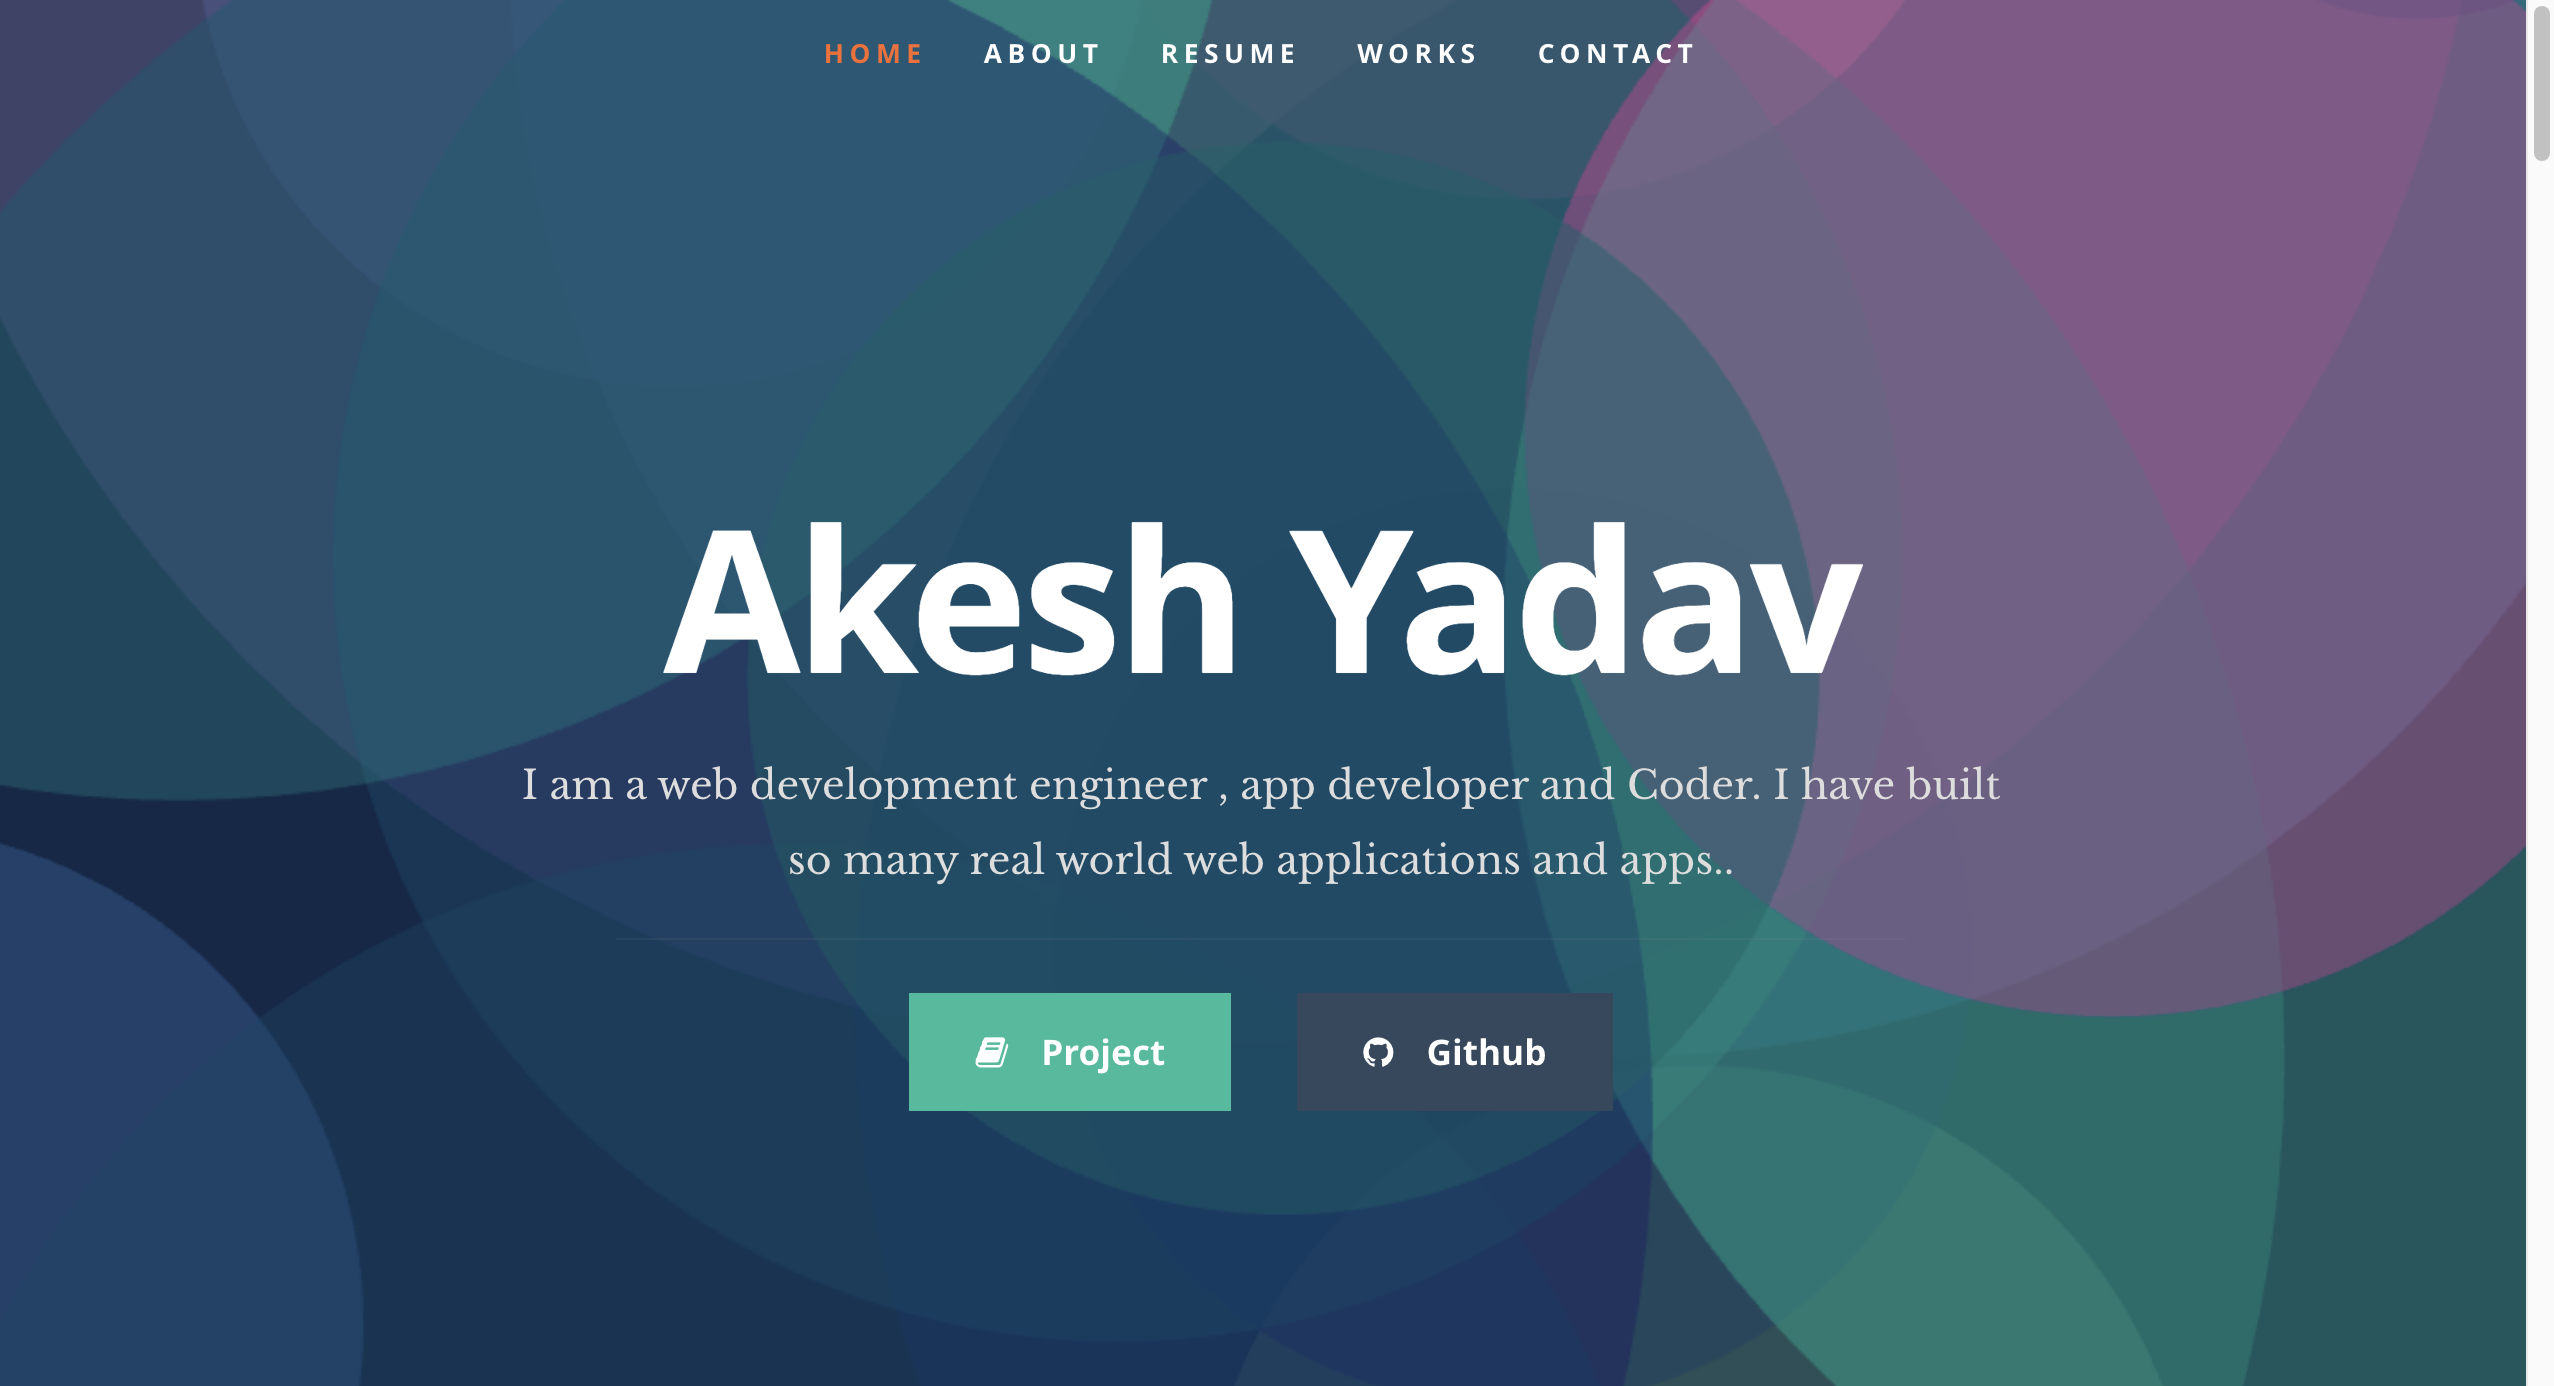 HOME ABOUT RESUME WORKS CONTACT
Akesh Yadav
I am a web development engineer , app developer and Coder. I have built
so many real world web applications and apps..
Project Github